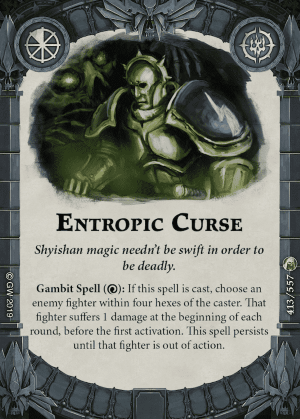 ENTROPIC CURSE
Shyishan magic needn't be swift in order to
be deadly.
Gambit Spell (): If this spell is cast, choose an
enemy fighter within four hexes of the caster. That
fighter suffers 1 damage at the beginning of each
round, before the first activation. This spell persists
until that fighter is out of action.
© GW 2019
413/557